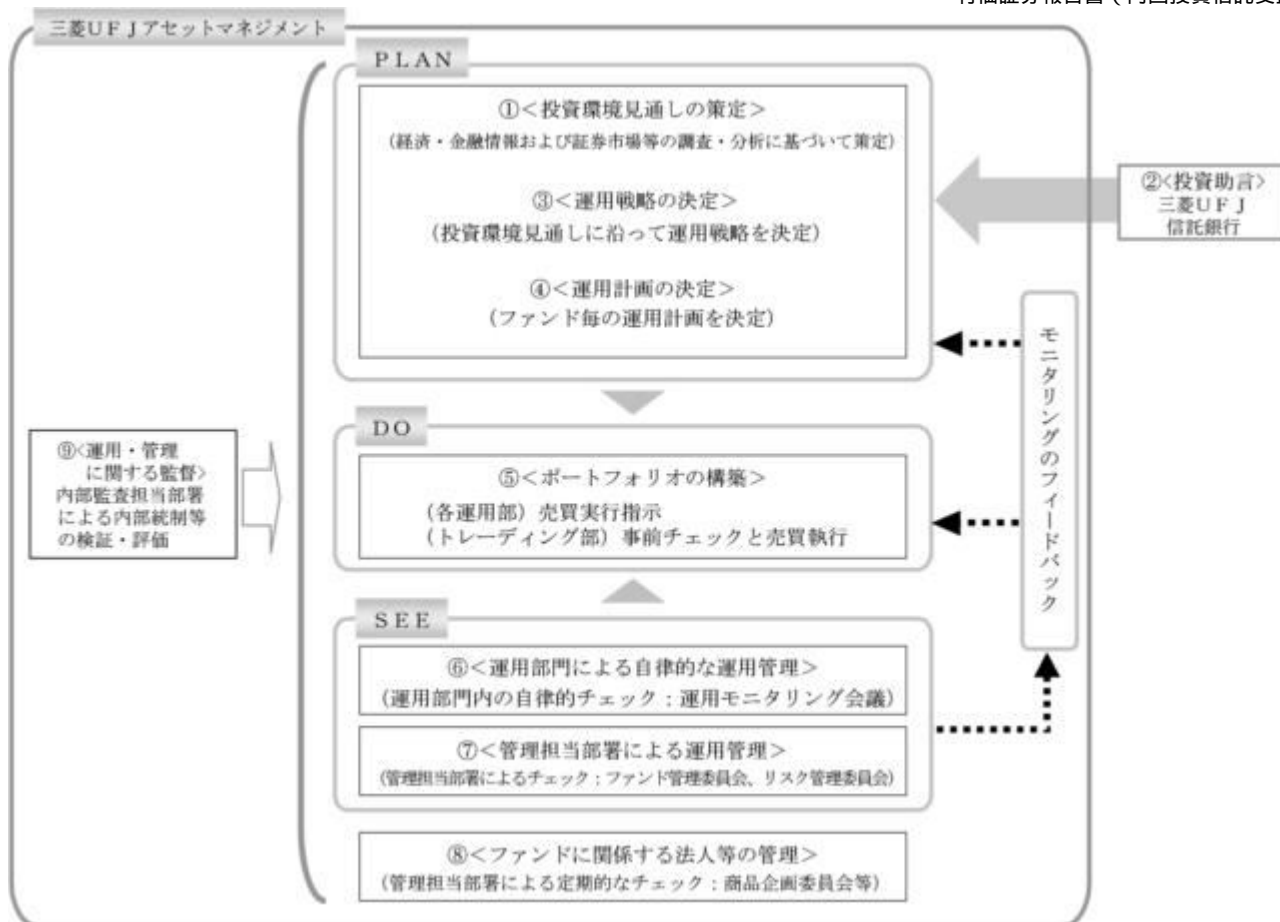 三菱UFJアセットマネジメント
PLAN
①<投資環境見通しの策定>
(経済・金融情報および証券市場等の調査・分析に基づいて策定)
③<運用戦略の決定>
(投資環境見通しに沿って運用戦略を決定)
④<運用計画の決定>
(ファンド毎の運用計画を決定)
②<投資助言>
三菱UFJ
信託銀行
モニタリングのフィードバック
DO
⑤<ポートフォリオの構築>
(各運用部)売買実行指示
(トレーディング部)事前チェックと売買執行
⑨<運用・管理
に関する監督>
内部監査担当部署
による内部統制等
の検証・評価
SEE
⑥<運用部門による自律的な運用管理>
(運用部門内の自律的チェック:運用モニタリング会議)
⑦<管理担当部署による運用管理>
(管理担当部署によるチェック:ファンド管理委員会、リスク管理委員会)
⑧<ファンドに関係する法人等の管理>
(管理担当部署による定期的なチェック:商品企画委員会等)